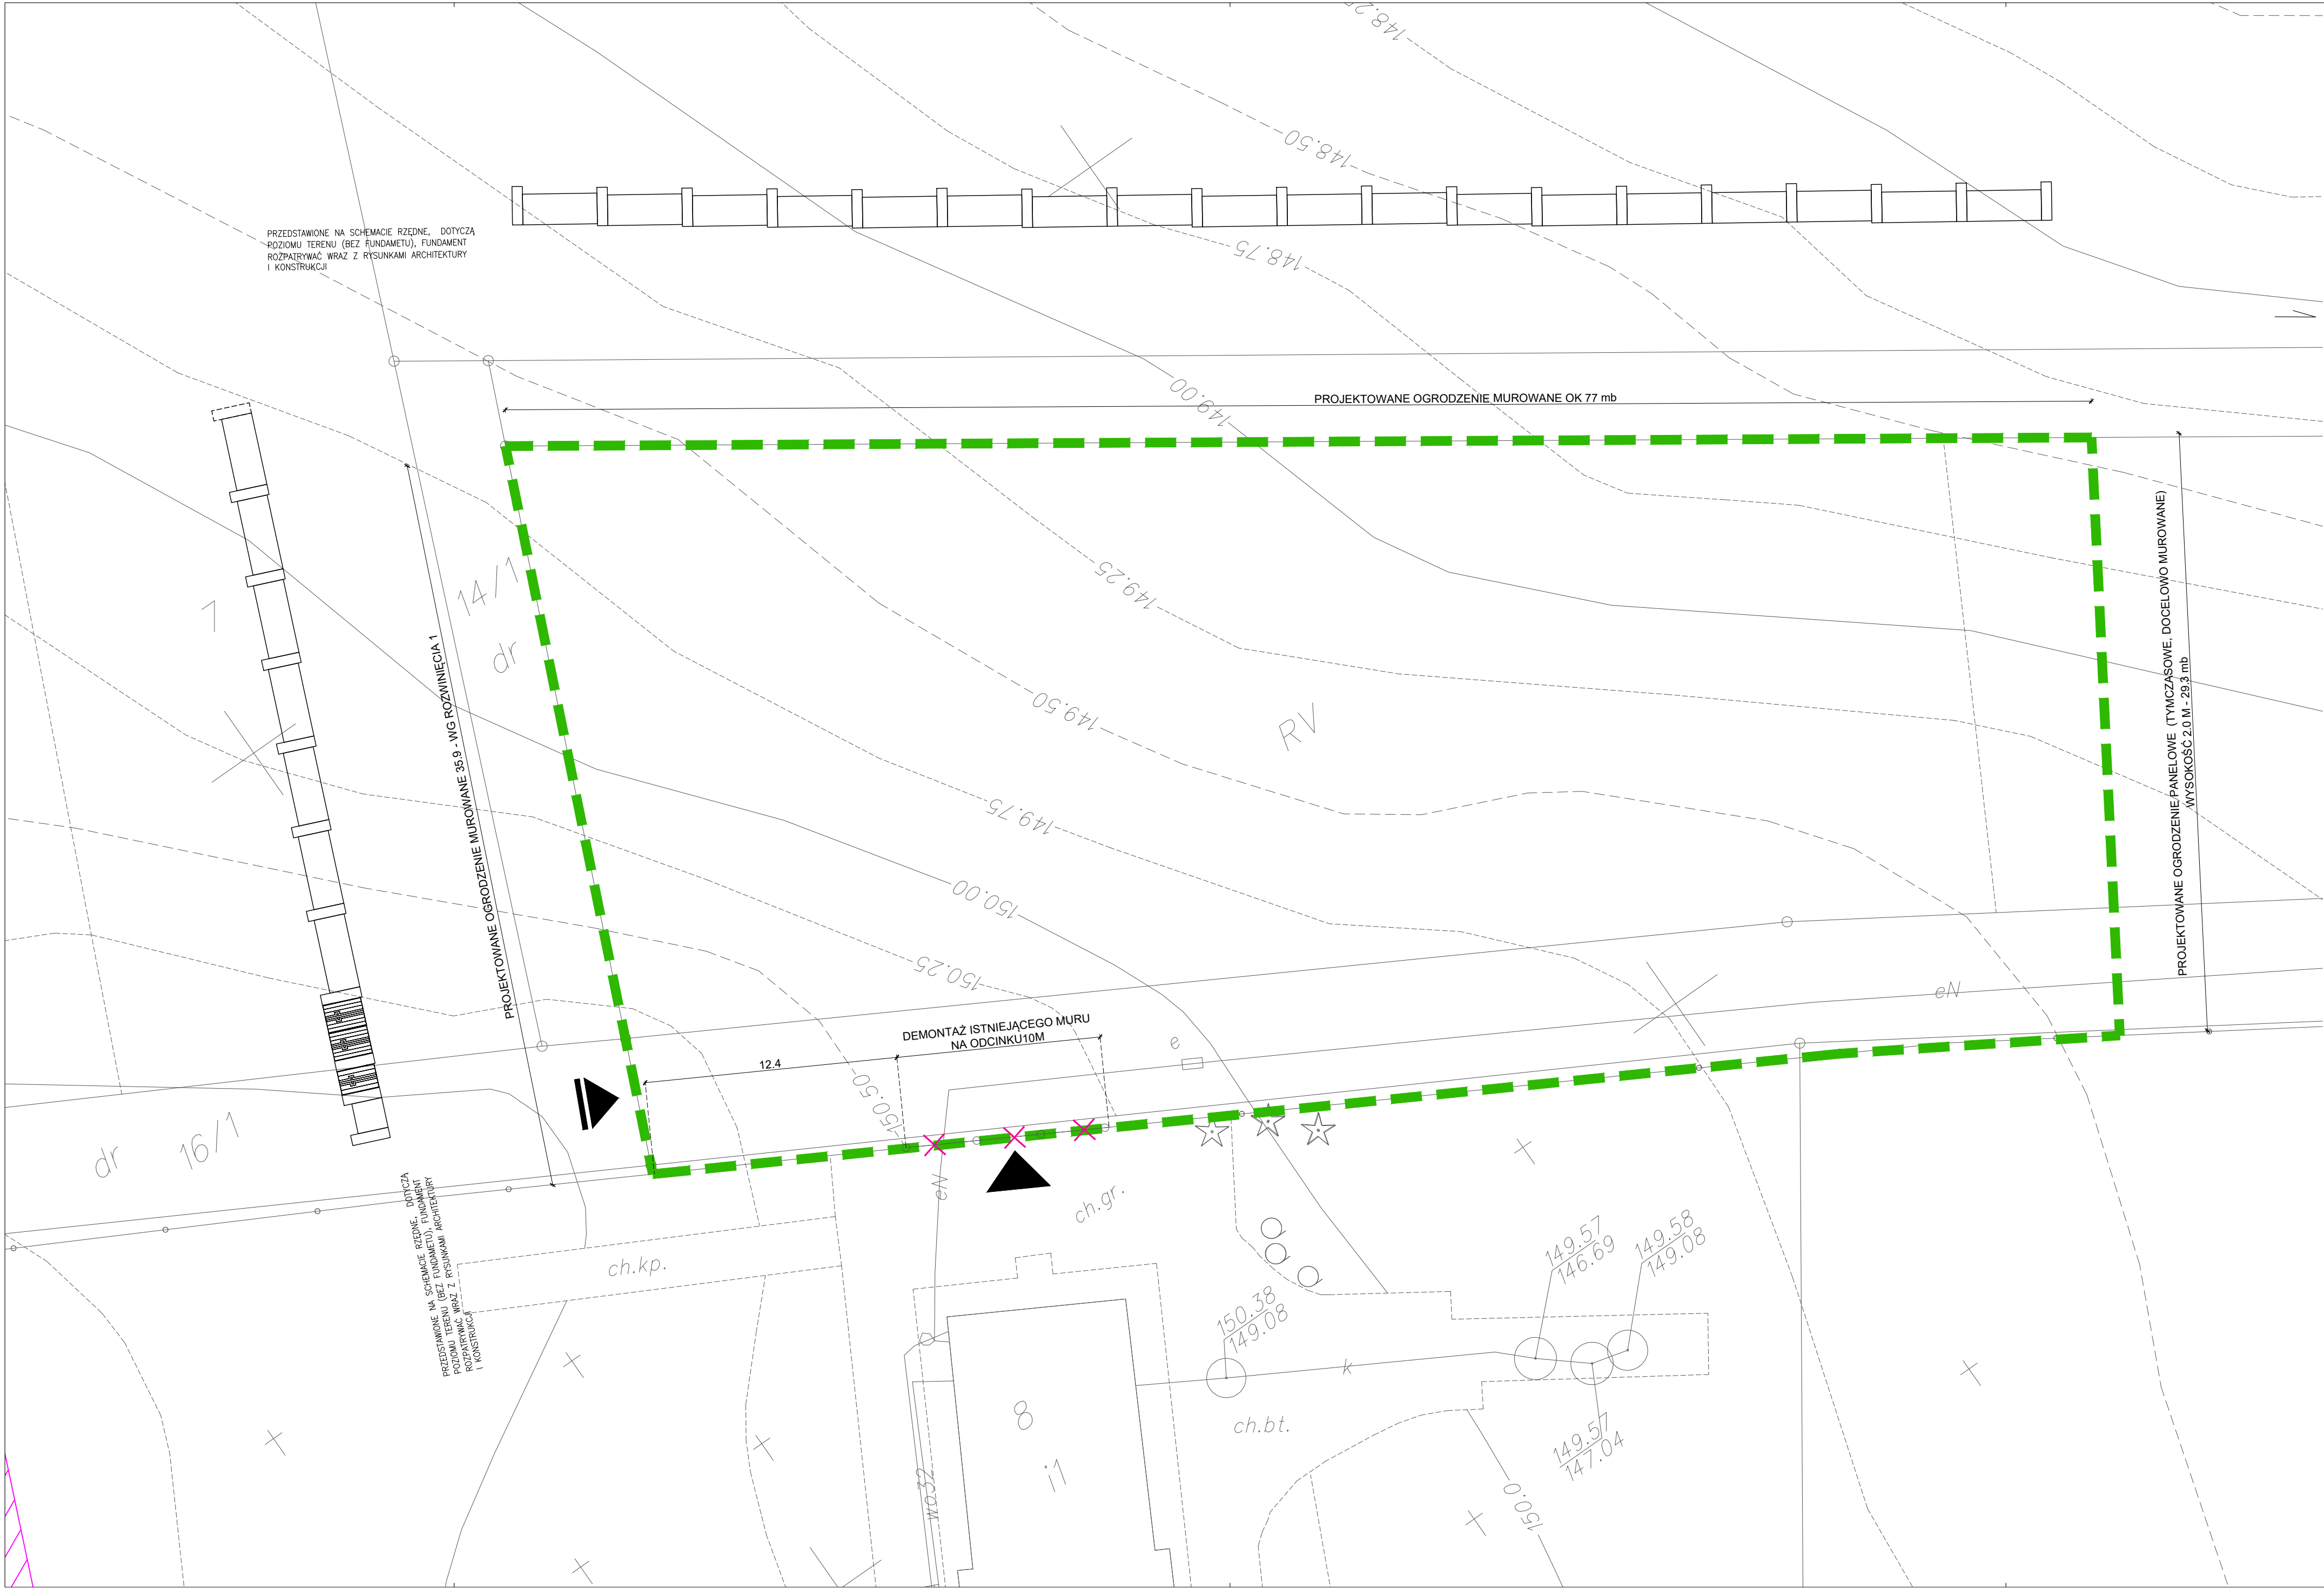 148.2
148.50
PRZEDSTAWIONE NA SCHEMACIE RZĘDNE, DOTYCZĄ
POZIOMU TERENU (BEZ FUNDAMETU), FUNDAMENT
ROZPATRYWAĆ WRAZ Z RYSUNKAMI ARCHITEKTURY
I KONSTRUKCJI
148.75
149.00
PROJEKTOWANE OGRODZENIE MUROWANE OK 77 mb
PROJEKTOWANE OGRODZENIE PANELOWE (TYMCZASOWE, DOCELOWO MUROWANE)
WYSOKOŚĆ 2.0 M - 29.3 mb
149.25
14/1
dr
7
PROJEKTOWANE OGRODZENIE MUROWANE 35,9 - WG ROZWINIĘCIA 1
149.50
RV
149.75
150.00
150.25
eN
DEMONTAŻ ISTNIEJĄCEGO MURU
NA ODCINKU10M
e
12.4
150.50
dr
16/1
eN
ch.gr.
PRZEDSTAWIONE NA SCHEMACIE RZĘDNE, DOTYCZĄ
POZIOMU TERENU (BEZ FUNDAMETU), FUNDAMENT
ROZPATRYWAĆ WRAZ Z RYSUNKAMI ARCHITEKTURY
I KONSTRUKCJI
ch.kp.
149.57
146.69
149.58
149.08
150.38
149.08
k
8
i1
ch.bt.
149.57
147.04
wo32
150.0